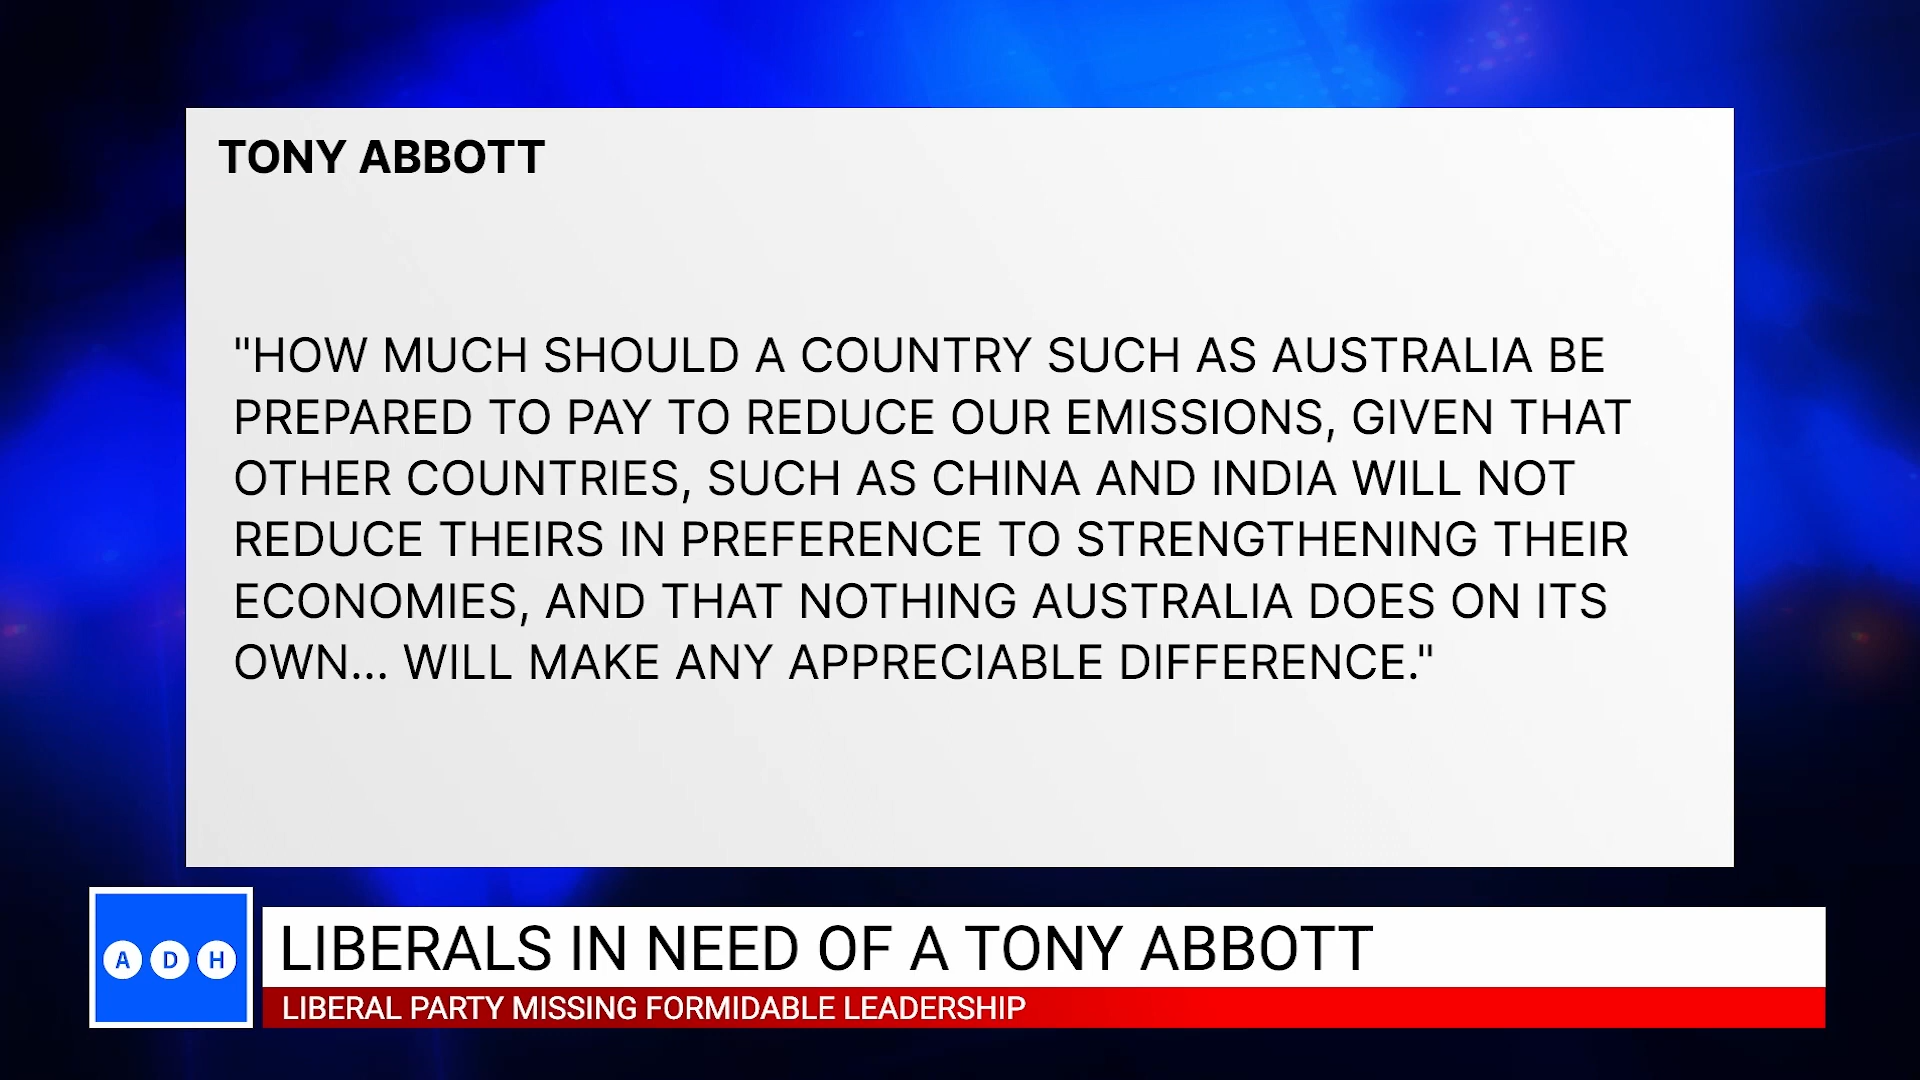 TONY ABBOTT
"HOW MUCH SHOULD A COUNTRY SUCH AS AUSTRALIA BE
PREPARED TO PAY TO REDUCE OUR EMISSIONS, GIVEN THAT
OTHER COUNTRIES, SUCH AS CHINA AND INDIA WILL NOT
REDUCE THEIRS IN PREFERENCE TO STRENGTHENING THEIR
ECONOMIES, AND THAT NOTHING AUSTRALIA DOES ON ITS
OWN... WILL MAKE ANY APPRECIABLE DIFFERENCE."
A D H
LIBERALS IN NEED OF A TONY ABBOTT
LIBERAL PARTY MISSING FORMIDABLE LEADERSHIP